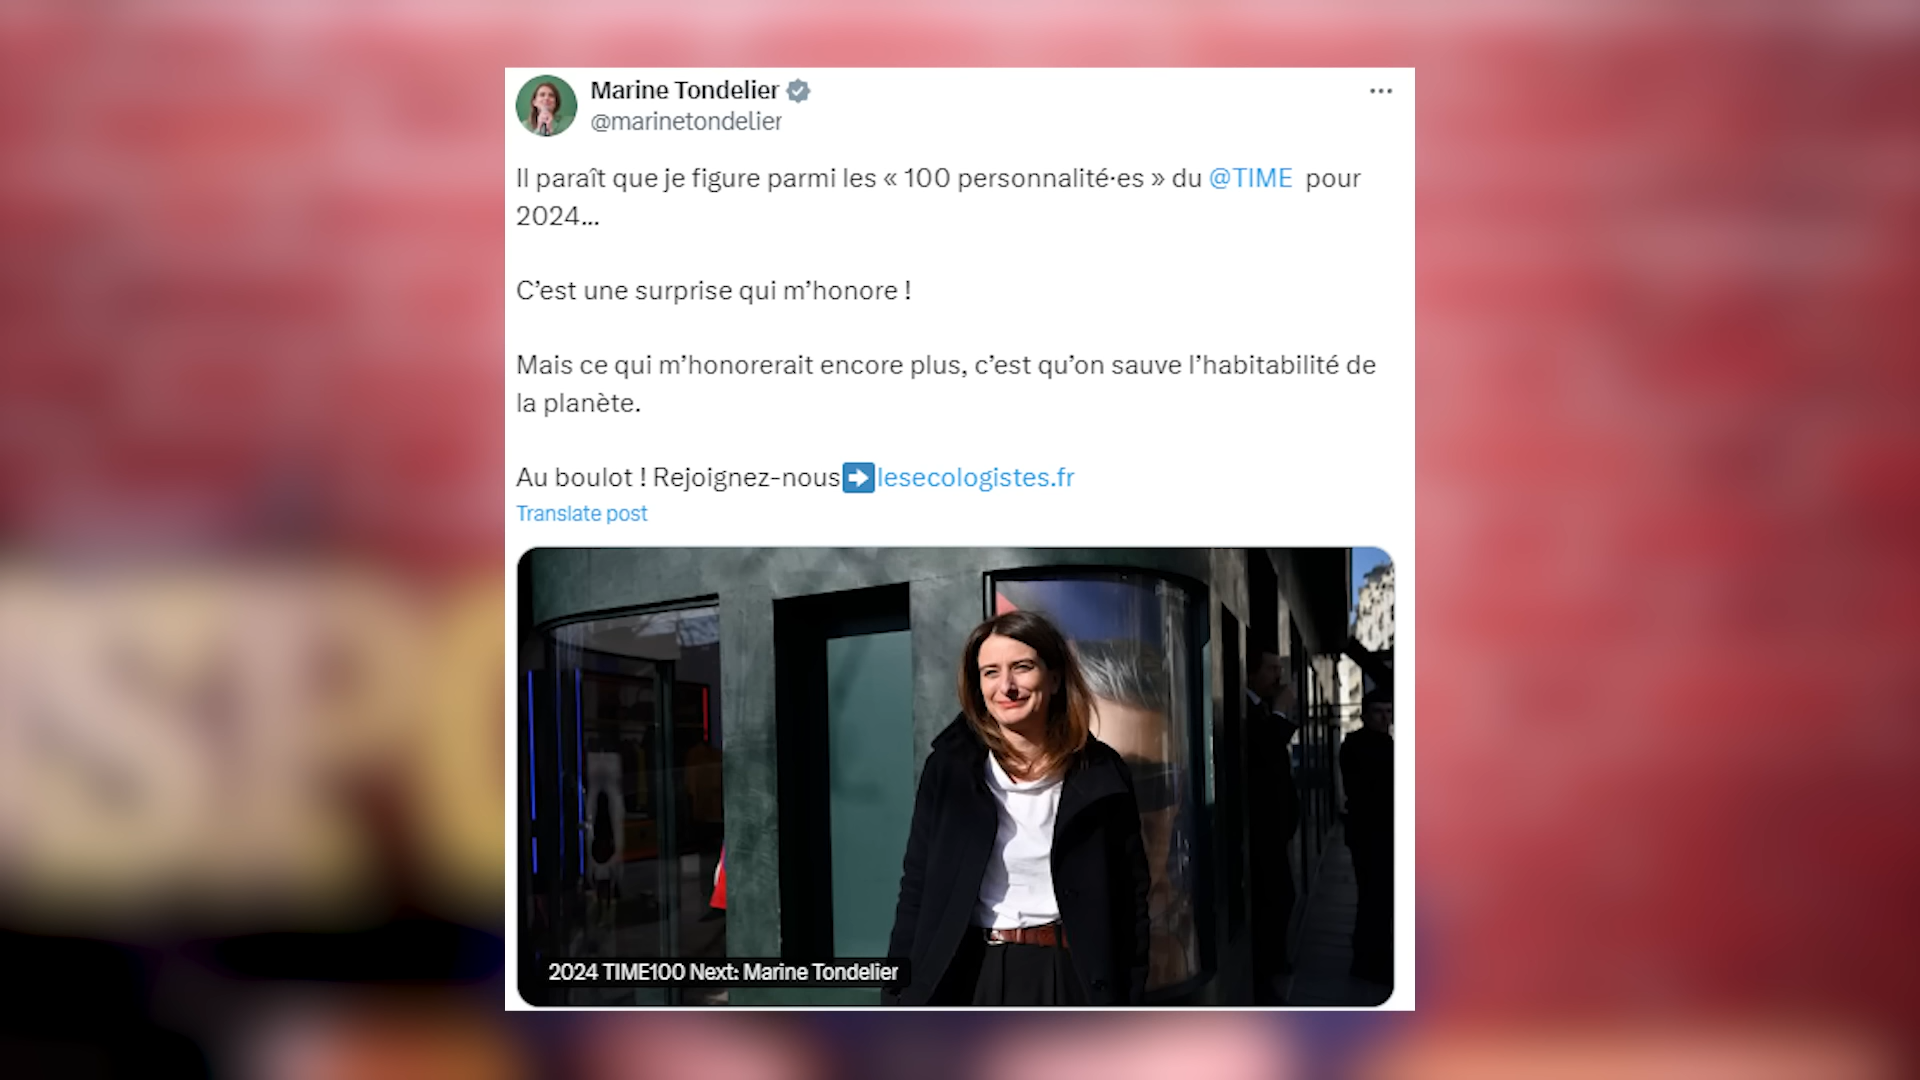 Marine Tondelier
@marinetondelier
Il paraît que je figure parmi les « 100 personnalité·es » du @TIME pour
2024...
C’est une surprise qui m’honore !
Mais ce qui m’honorerait encore plus, c’est qu’on sauve l’habitabilité de
la planète.
Au boulot ! Rejoignez-nous➡️lesecologistes.fr
Translate post
2024 TIME100 Next: Marine Tondelier